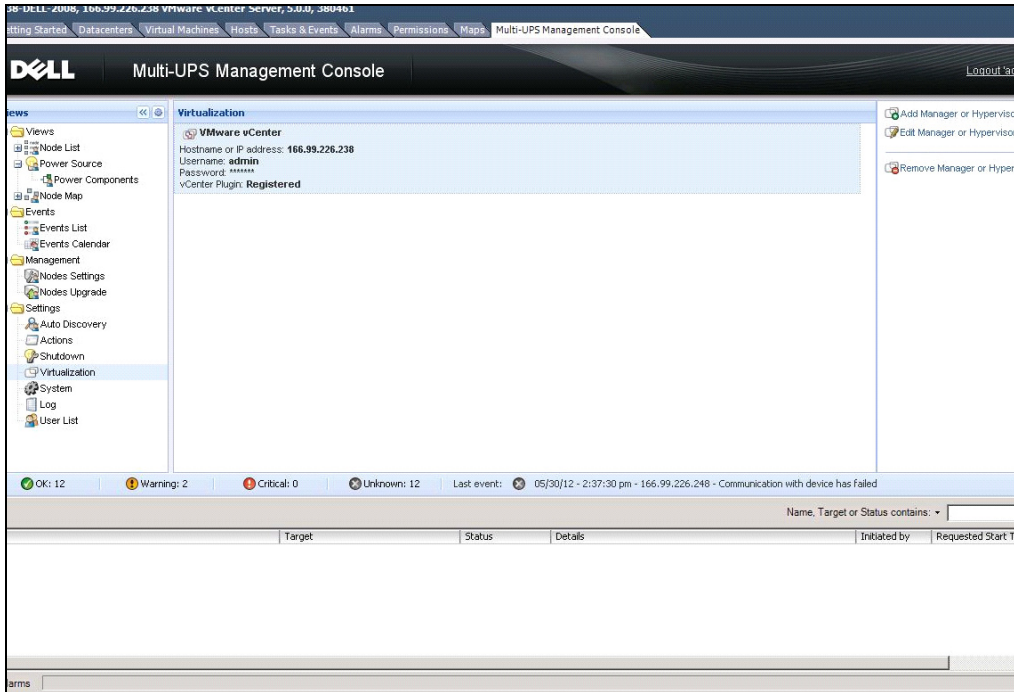 38-DELL-2008, 166.99.226.238 VMware vCenter Server, 5.0.0, 380461
etting Started Datacenters Virtual Machines Hosts Tasks & Events Alarms Permissions Maps Multi-UPS Management Console
DELL Multi-UPS Management Console Logout 'ad
iews
Views
Node List
Power Source
Power Components
Node Map
Events
Events List
Events Calendar
Management
Nodes Settings
Nodes Upgrade
Settings
Auto Discovery
Actions
Shutdown
Virtualization
System
Log
User List
Virtualization
VMware vCenter
Hostname or IP address: 166.99.226.238
Username: admin
Password: *******
vCenter Plugin: Registered
Add Manager or Hyperviso
Edit Manager or Hypervisor
Remove Manager or Hyper
OK: 12 Warning: 2 Critical: 0 Unknown: 12 Last event: 05/30/12 - 2:37:30 pm - 166.99.226.248 - Communication with device has failed
Name, Target or Status contains:
Target Status Details Initiated by Requested Start T
larms